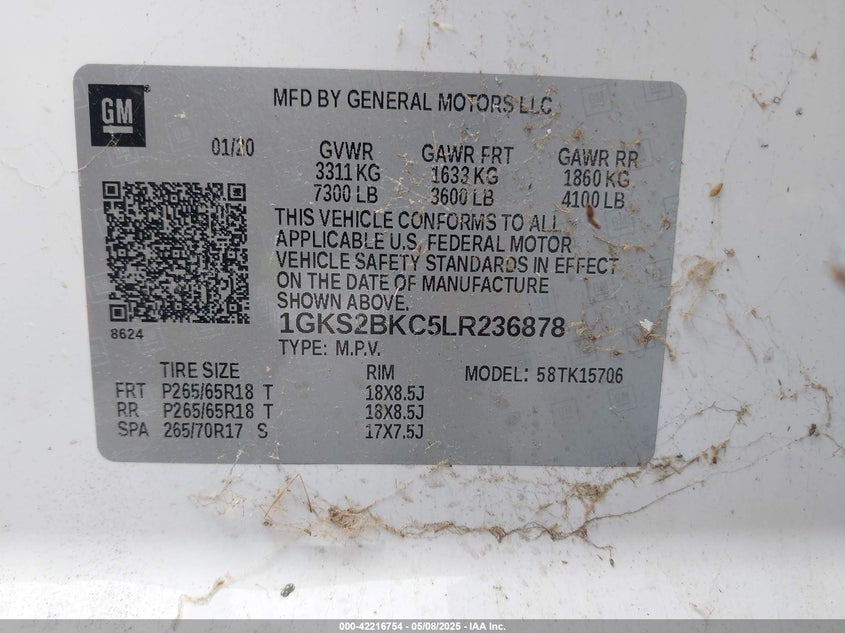 GM
MFD BY GENERAL MOTORS LLC
01/20 GVWR GAWR FRT GAWR RR
3311 KG 1633 KG 1860 KG
7300 LB 3600 LB 4100 LB
THIS VEHICLE CONFORMS TO ALL
APPLICABLE U.S. FEDERAL MOTOR
VEHICLE SAFETY STANDARDS IN EFFECT
ON THE DATE OF MANUFACTURE
SHOWN ABOVE.
8624
1GKS2BKC5LR236878
TYPE: M.P.V.
TIRE SIZE RIM MODEL: 58TK15706
FRT P265/65R18 T 18X8.5J
RR P265/65R18 T 18X8.5J
SPA 265/70R17 S 17X7.5J
000-42216754 - 05/08/2025 - IAA Inc.